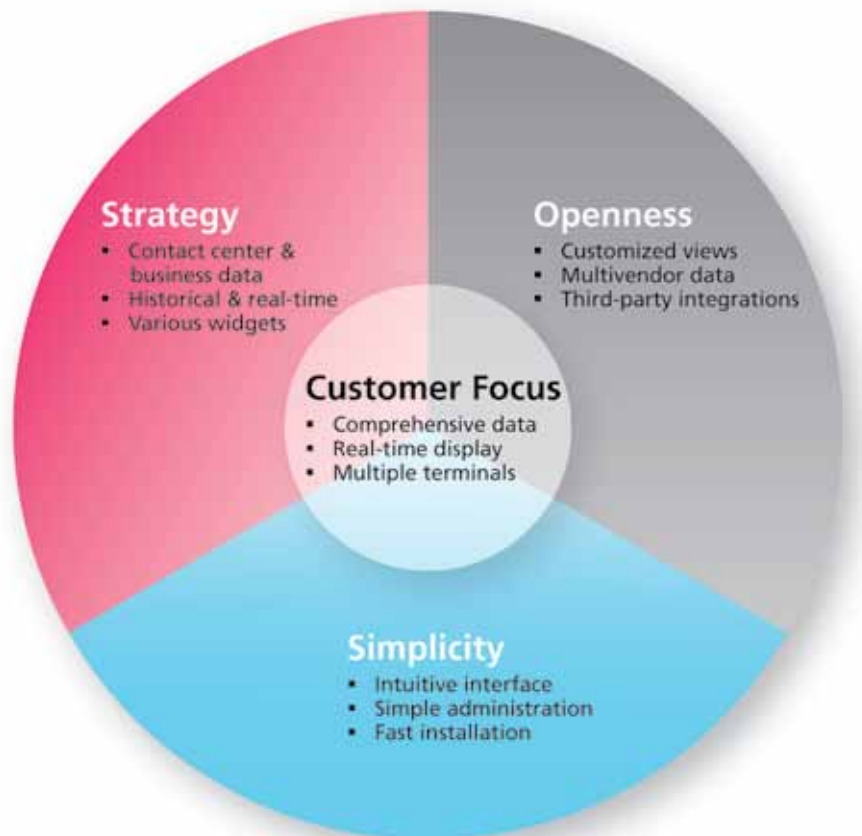 Strategy
▪ Contact center &
business data
▪ Historical & real-time
▪ Various widgets
Openness
▪ Customized views
▪ Multivendor data
▪ Third-party integrations
Customer Focus
▪ Comprehensive data
▪ Real-time display
▪ Multiple terminals
Simplicity
▪ Intuitive interface
▪ Simple administration
▪ Fast installation